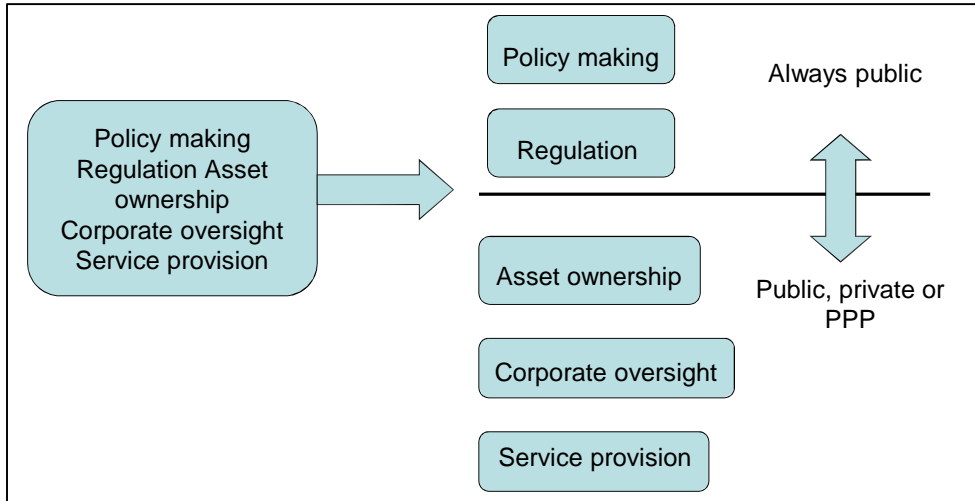 Policy making
Regulation Asset
ownership
Corporate oversight
Service provision
Policy making
Regulation
Asset ownership
Corporate oversight
Service provision
Always public
Public, private or
PPP